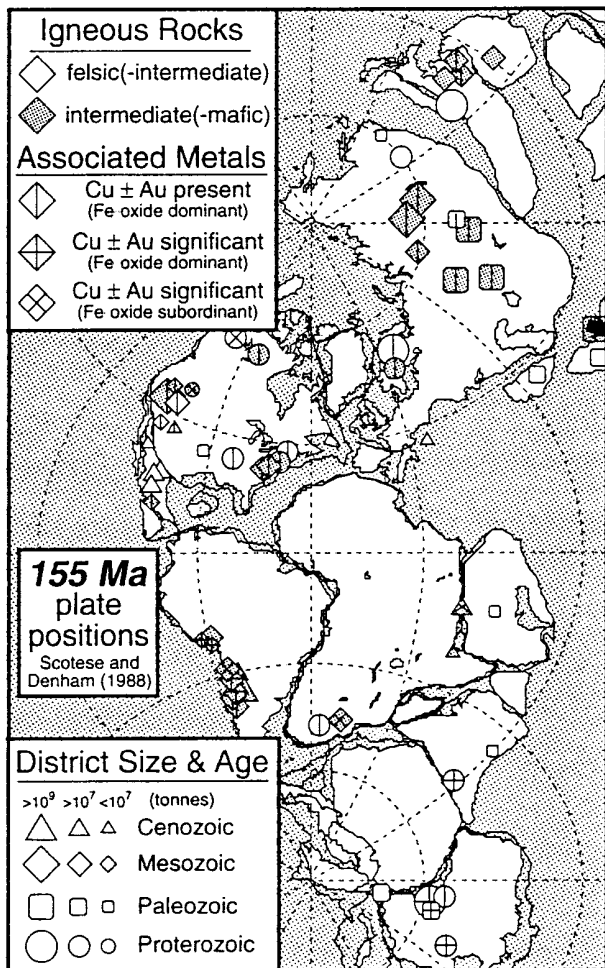 Igneous Rocks
felsic(-intermediate)
intermediate(-mafic)
Associated Metals
Cu ± Au present
(Fe oxide dominant)
Cu ± Au significant
(Fe oxide dominant)
Cu ± Au significant
(Fe oxide subordinant)
155 Ma
plate
positions
Scotese and
Denham (1988)
District Size & Age
>10⁹ >10⁷ <10⁷ (tonnes)
Cenozoic
Mesozoic
Paleozoic
Proterozoic